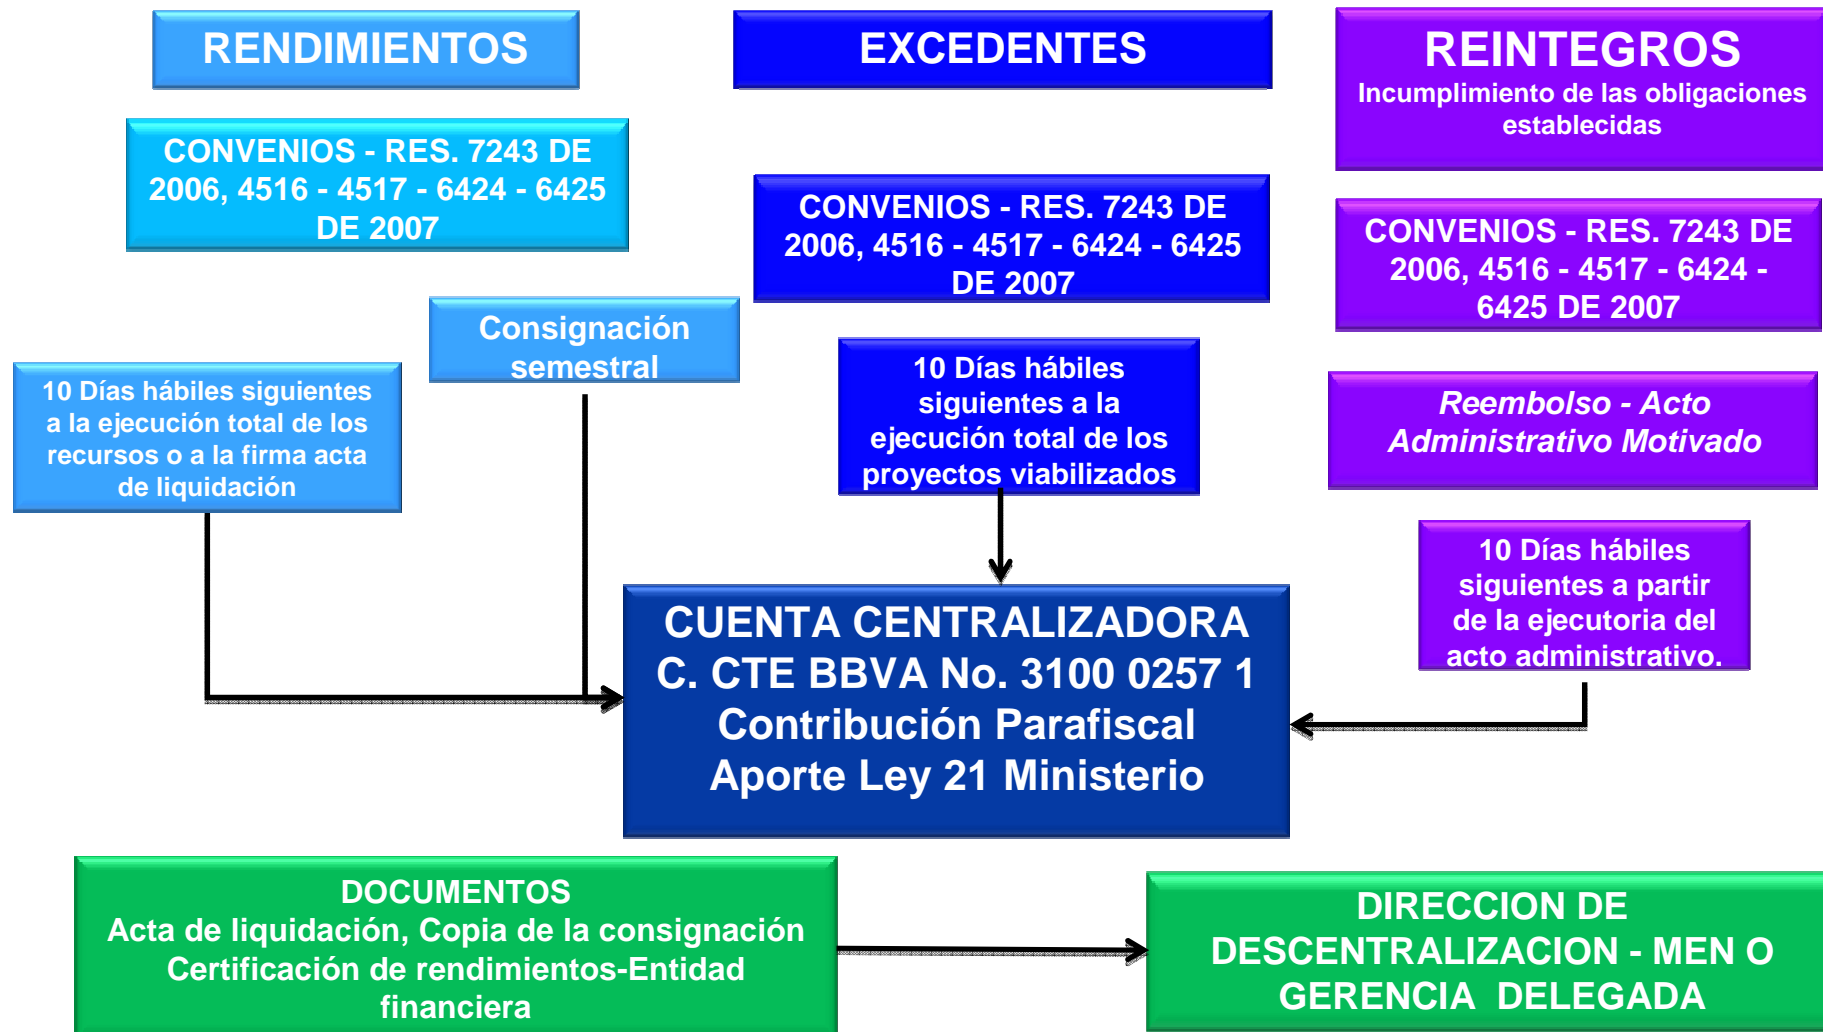 RENDIMIENTOS
CONVENIOS - RES. 7243 DE
2006, 4516 - 4517 - 6424 - 6425
DE 2007
Consignación
semestral
10 Días hábiles siguientes
a la ejecución total de los
recursos o a la firma acta
de liquidación
EXCEDENTES
CONVENIOS - RES. 7243 DE
2006, 4516 - 4517 - 6424 - 6425
DE 2007
10 Días hábiles
siguientes a la
ejecución total de los
proyectos viabilizados
REINTEGROS
Incumplimiento de las obligaciones
establecidas
CONVENIOS - RES. 7243 DE
2006, 4516 - 4517 - 6424 -
6425 DE 2007
Reembolso - Acto
Administrativo Motivado
10 Días hábiles
siguientes a partir
de la ejecutoria del
acto administrativo.
CUENTA CENTRALIZADORA
C. CTE BBVA No. 3100 0257 1
Contribución Parafiscal
Aporte Ley 21 Ministerio
DOCUMENTOS
Acta de liquidación, Copia de la consignación
Certificación de rendimientos-Entidad
financiera
DIRECCION DE
DESCENTRALIZACION - MEN O
GERENCIA DELEGADA